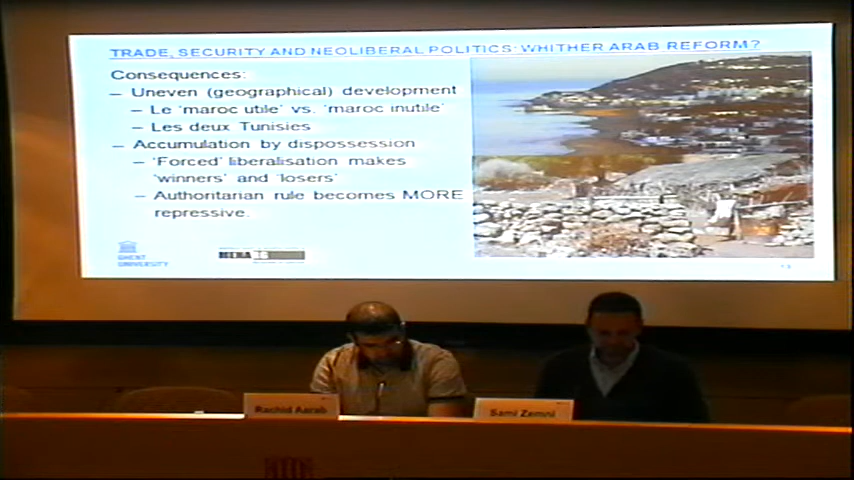 TRADE, SECURITY AND NEOLIBERAL POLITICS: WHITHER ARAB REFORM?
Consequences:
– Uneven (geographical) development
– Le 'maroc utile' vs. 'maroc inutile'
– Les deux Tunisies
– Accumulation by dispossession
– 'Forced' liberalisation makes
'winners' and 'losers'
– Authoritarian rule becomes MORE
repressive.
GHENT
UNIVERSITY
Rachid Aarab
Sami Zemni